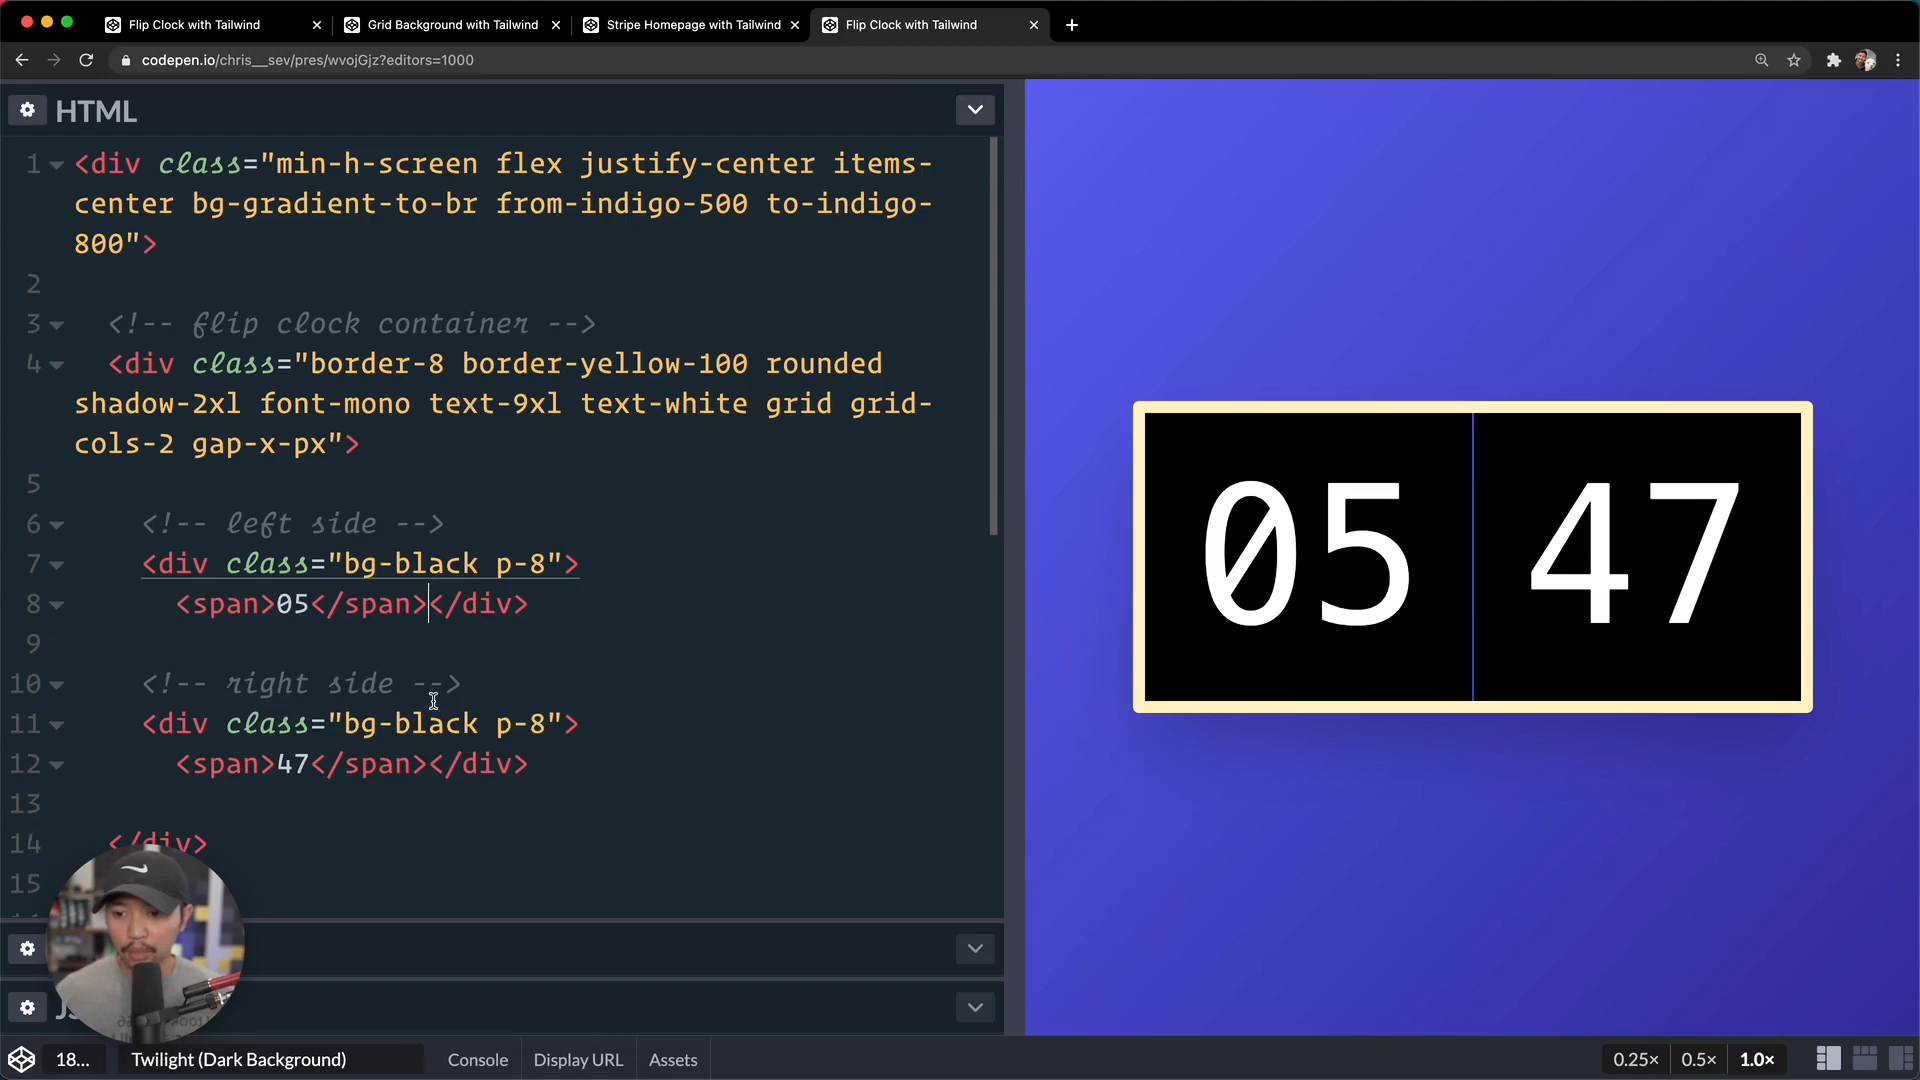 Flip Clock with Tailwind
Grid Background with Tailwind
Stripe Homepage with Tailwind
Flip Clock with Tailwind
codepen.io/chris__sev/pres/wvojGjz?editors=1000
HTML
1 <div class="min-h-screen flex justify-center items-
center bg-gradient-to-br from-indigo-500 to-indigo-
800">
2
3 <!-- flip clock container -->
4 <div class="border-8 border-yellow-100 rounded
shadow-2xl font-mono text-9xl text-white grid grid-
cols-2 gap-x-px">
5
6 <!-- left side -->
7 <div class="bg-black p-8">
8 <span>05</span></div>
9
10 <!-- right side -->
11 <div class="bg-black p-8">
12 <span>47</span></div>
13
14 </div>
15
05 47
18... Twilight (Dark Background) Console Display URL Assets 0.25× 0.5× 1.0×